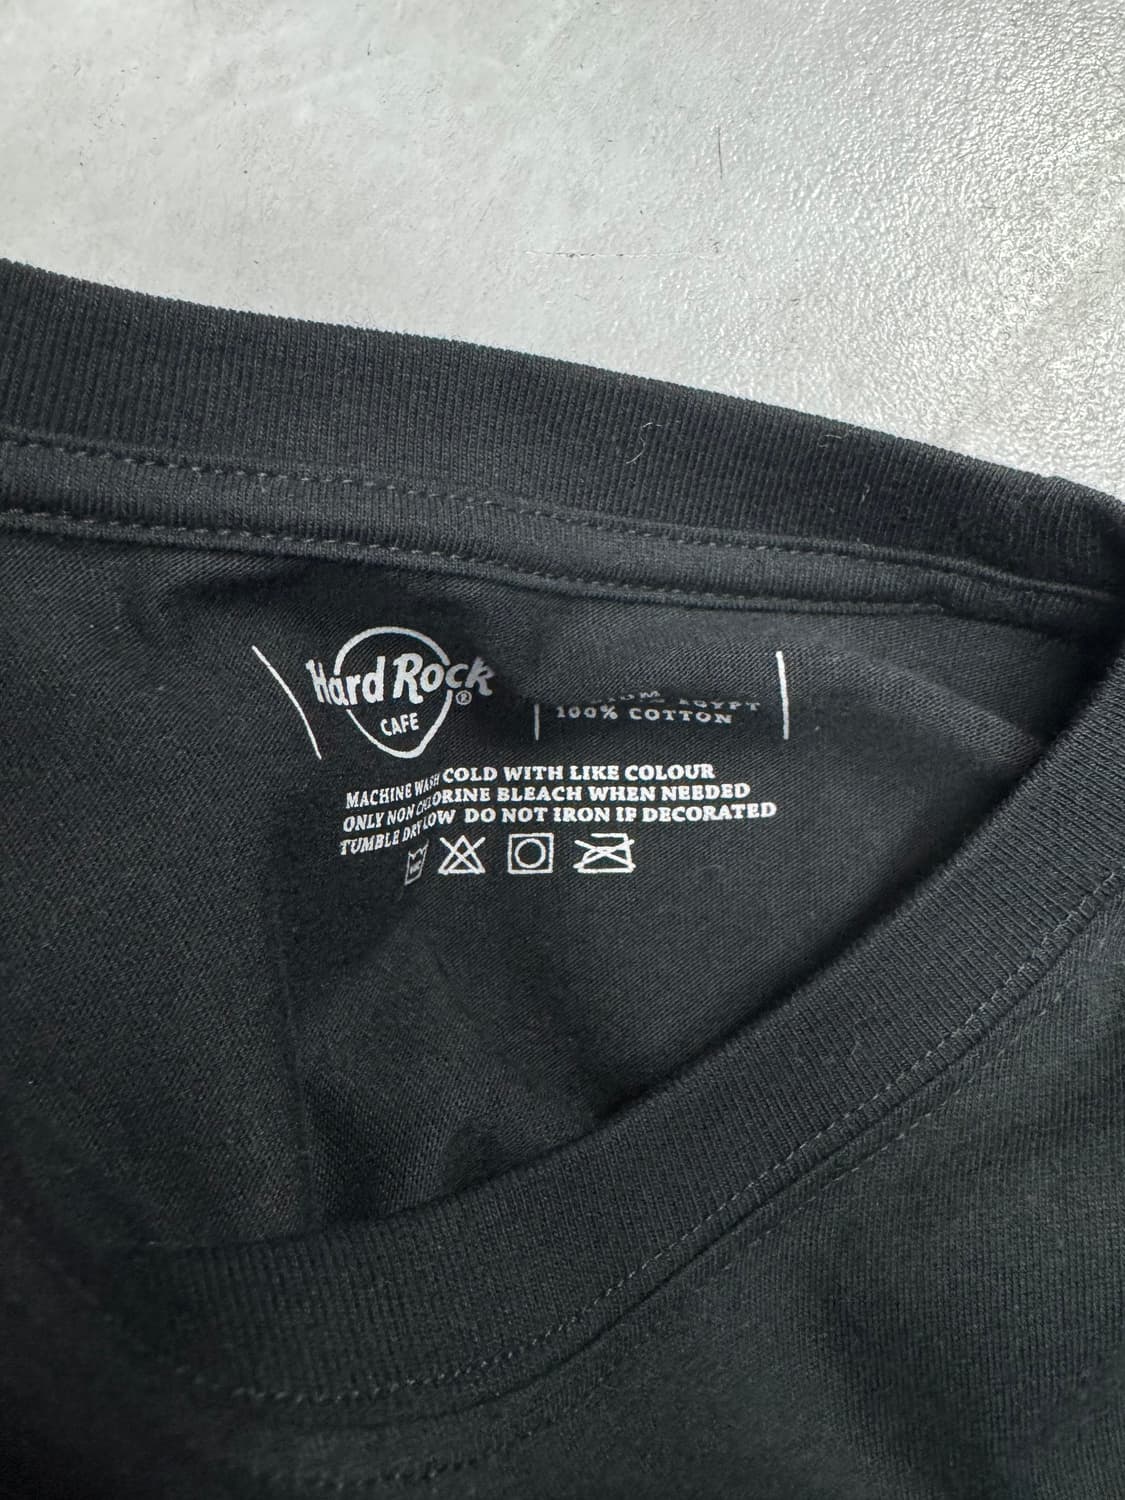 Hard Rock
®
CAFE
EGYPT
100% COTTON
MACHINE WASH COLD WITH LIKE COLOUR
ONLY NON CHLORINE BLEACH WHEN NEEDED
TUMBLE DRY LOW DO NOT IRON IF DECORATED